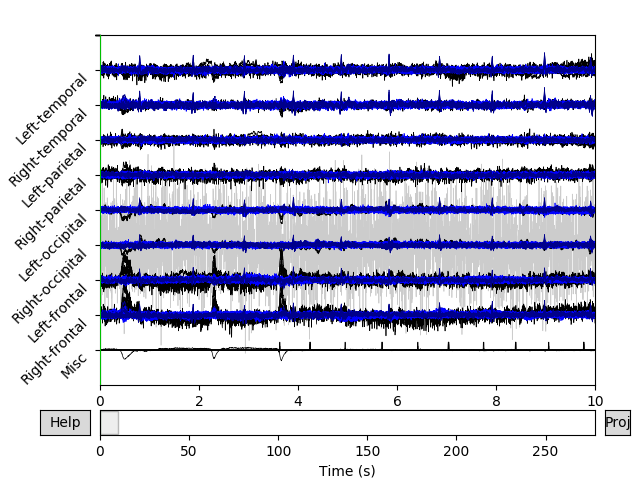 Left-temporal
Right-temporal
Left-parietal
Right-parietal
Left-occipital
Right-occipital
Left-frontal
Right-frontal
Misc
0 2 4 6 8 10
Help
Proj
0 50 100 150 200 250
Time (s)